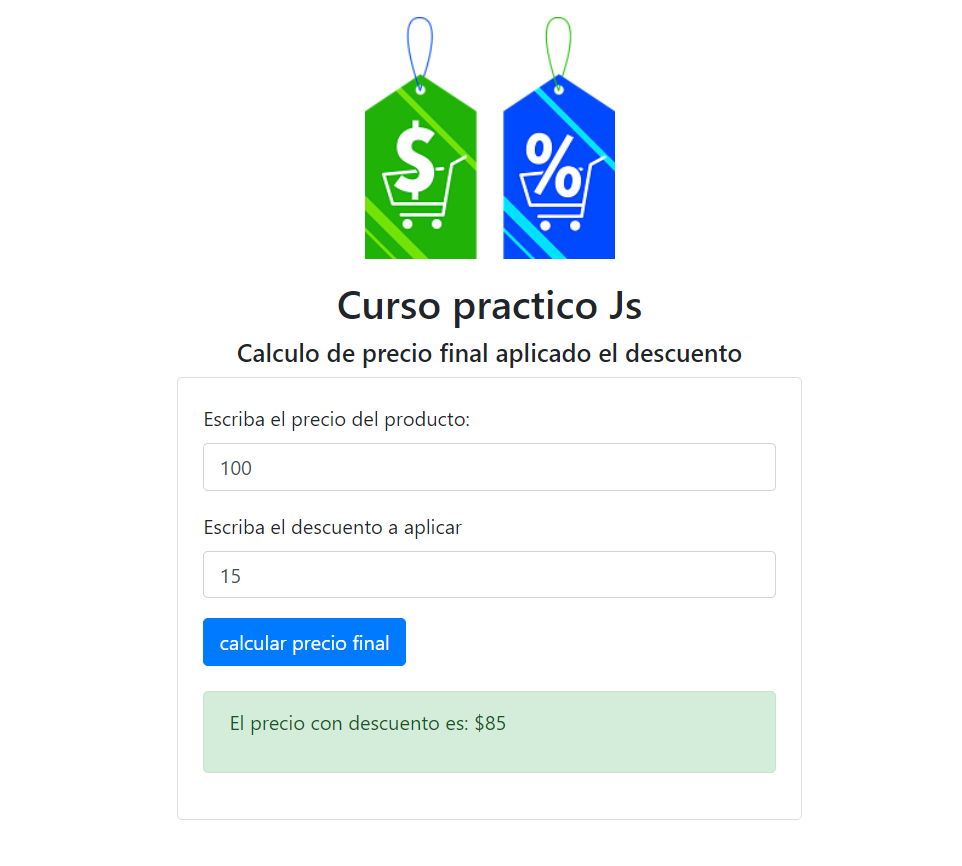 $ %
Curso practico Js
Calculo de precio final aplicado el descuento
Escriba el precio del producto:
100
Escriba el descuento a aplicar
15
calcular precio final
El precio con descuento es: $85